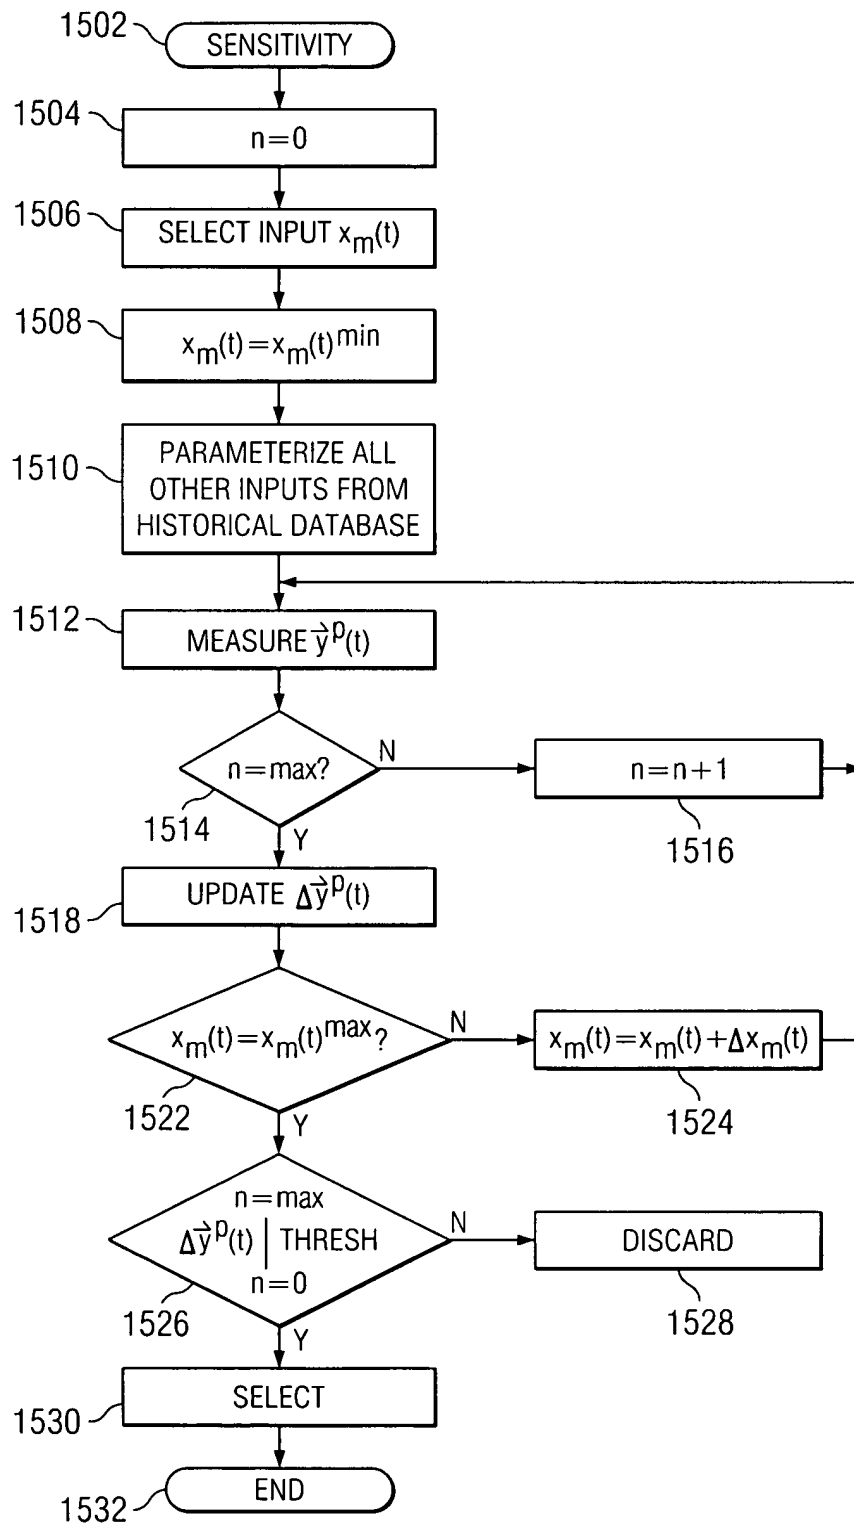 1502
SENSITIVITY
1504
n=0
1506
SELECT INPUT xₘ(t)
1508
xₘ(t)=xₘ(t)^min
1510
PARAMETERIZE ALL
OTHER INPUTS FROM
HISTORICAL DATABASE
1512
MEASURE y⃗^p(t)
n=max?
N
n=n+1
1514
Y
1516
UPDATE Δy⃗^p(t)
1518
xₘ(t)=xₘ(t)^max?
N
xₘ(t)=xₘ(t)+Δxₘ(t)
1522
Y
1524
n=max
Δy⃗^p(t) | THRESH
n=0
N
DISCARD
1526
Y
1528
SELECT
1530
END
1532